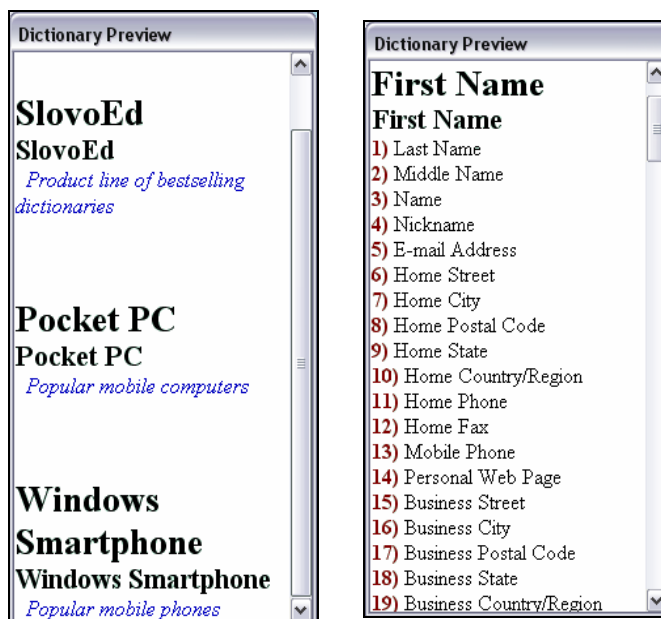 Dictionary Preview
SlovoEd
SlovoEd
Product line of bestselling
dictionaries
Pocket PC
Pocket PC
Popular mobile computers
Windows
Smartphone
Windows Smartphone
Popular mobile phones
Dictionary Preview
First Name
First Name
1) Last Name
2) Middle Name
3) Name
4) Nickname
5) E-mail Address
6) Home Street
7) Home City
8) Home Postal Code
9) Home State
10) Home Country/Region
11) Home Phone
12) Home Fax
13) Mobile Phone
14) Personal Web Page
15) Business Street
16) Business City
17) Business Postal Code
18) Business State
19) Business Country/Region